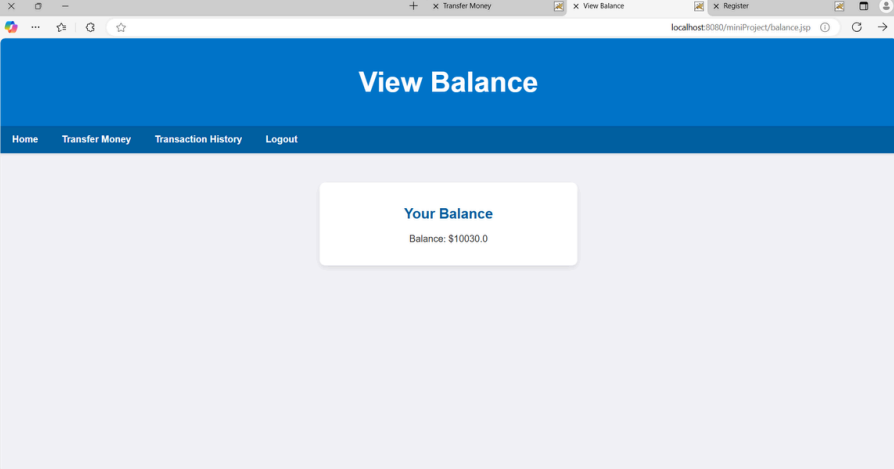 Transfer Money
View Balance
Register
localhost:8080/miniProject/balance.jsp
View Balance
Home
Transfer Money
Transaction History
Logout
Your Balance
Balance: $10030.0